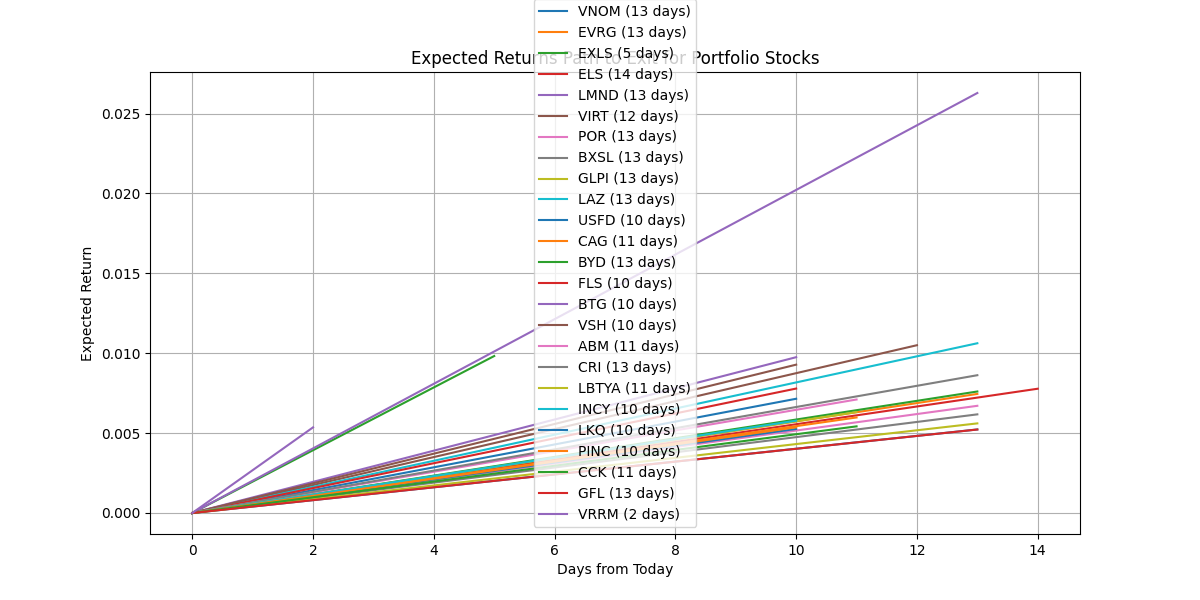 Expected Returns Path to Exit for Portfolio Stocks
VNOM (13 days)
EVRG (13 days)
EXLS (5 days)
ELS (14 days)
LMND (13 days)
VIRT (12 days)
POR (13 days)
BXSL (13 days)
GLPI (13 days)
LAZ (13 days)
USFD (10 days)
CAG (11 days)
BYD (13 days)
FLS (10 days)
BTG (10 days)
VSH (10 days)
ABM (11 days)
CRI (13 days)
LBTYA (11 days)
INCY (10 days)
LKQ (10 days)
PINC (10 days)
CCK (11 days)
GFL (13 days)
VRRM (2 days)
Expected Return
0.025
0.020
0.015
0.010
0.005
0.000
0 2 4 6 8 10 12 14
Days from Today